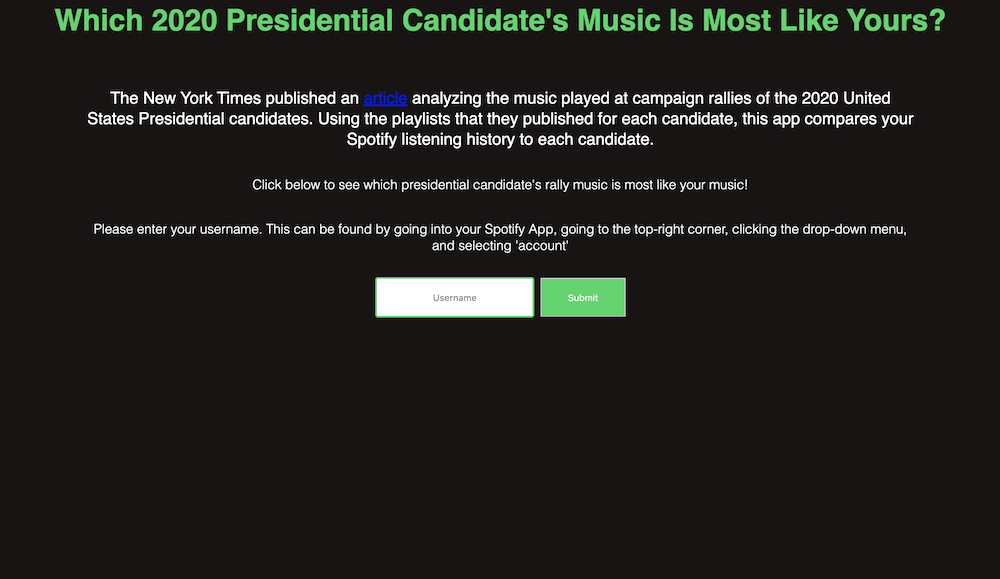 Which 2020 Presidential Candidate's Music Is Most Like Yours?
The New York Times published an article analyzing the music played at campaign rallies of the 2020 United
States Presidential candidates. Using the playlists that they published for each candidate, this app compares your
Spotify listening history to each candidate.
Click below to see which presidential candidate's rally music is most like your music!
Please enter your username. This can be found by going into your Spotify App, going to the top-right corner, clicking the drop-down menu,
and selecting 'account'
Username
Submit